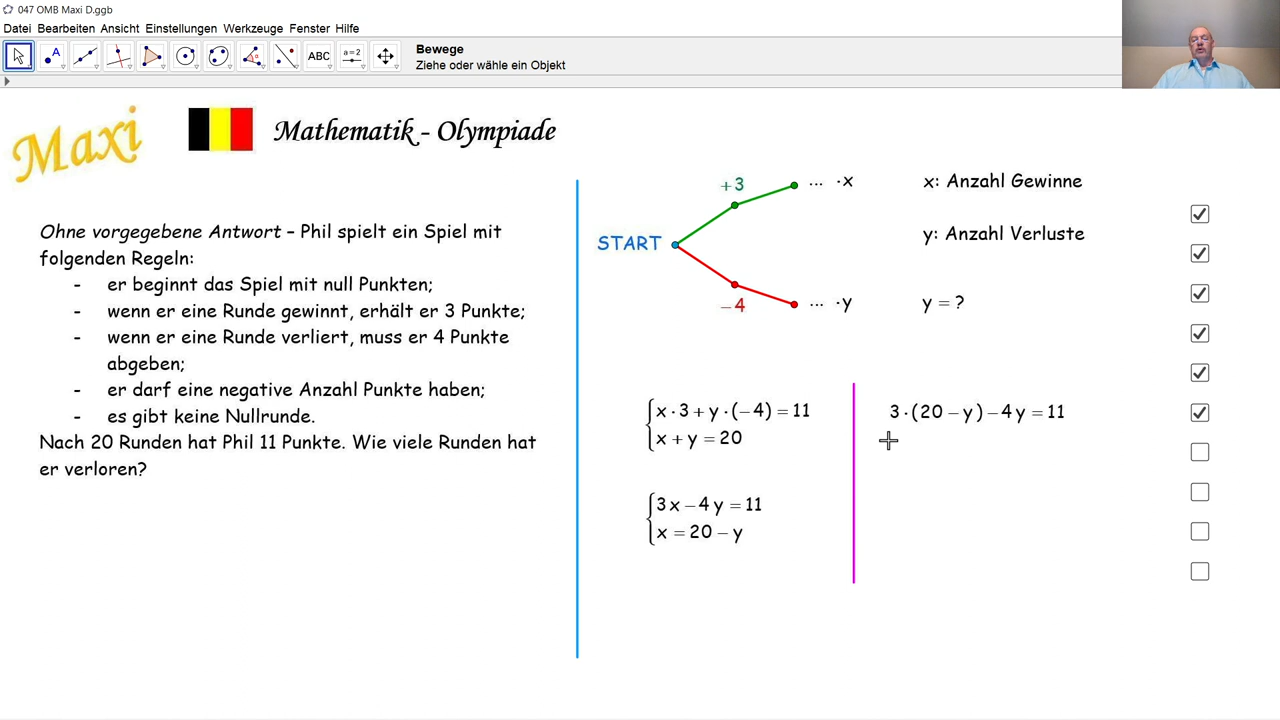 047 OMB Maxi D.ggb
Datei Bearbeiten Ansicht Einstellungen Werkzeuge Fenster Hilfe
A ABC a=2
Bewege
Ziehe oder wähle ein Objekt
Maxi
Mathematik - Olympiade
Ohne vorgegebene Antwort – Phil spielt ein Spiel mit
folgenden Regeln:
- er beginnt das Spiel mit null Punkten;
- wenn er eine Runde gewinnt, erhält er 3 Punkte;
- wenn er eine Runde verliert, muss er 4 Punkte
abgeben;
- er darf eine negative Anzahl Punkte haben;
- es gibt keine Nullrunde.
Nach 20 Runden hat Phil 11 Punkte. Wie viele Runden hat
er verloren?
+3 ... ·x
START
−4 ... ·y
x: Anzahl Gewinne
y: Anzahl Verluste
y = ?
x·3+y·(−4) = 11
x + y = 20
3x − 4y = 11
x = 20 − y
3·(20 − y) − 4y = 11